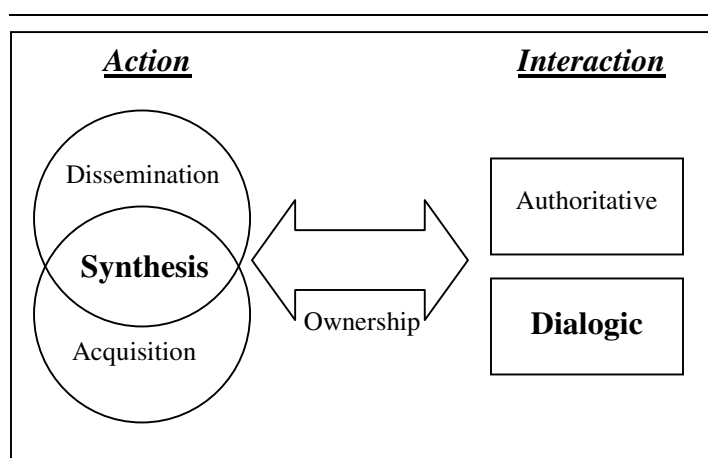 Action
Interaction
Dissemination
Synthesis
Acquisition
Ownership
Authoritative
Dialogic